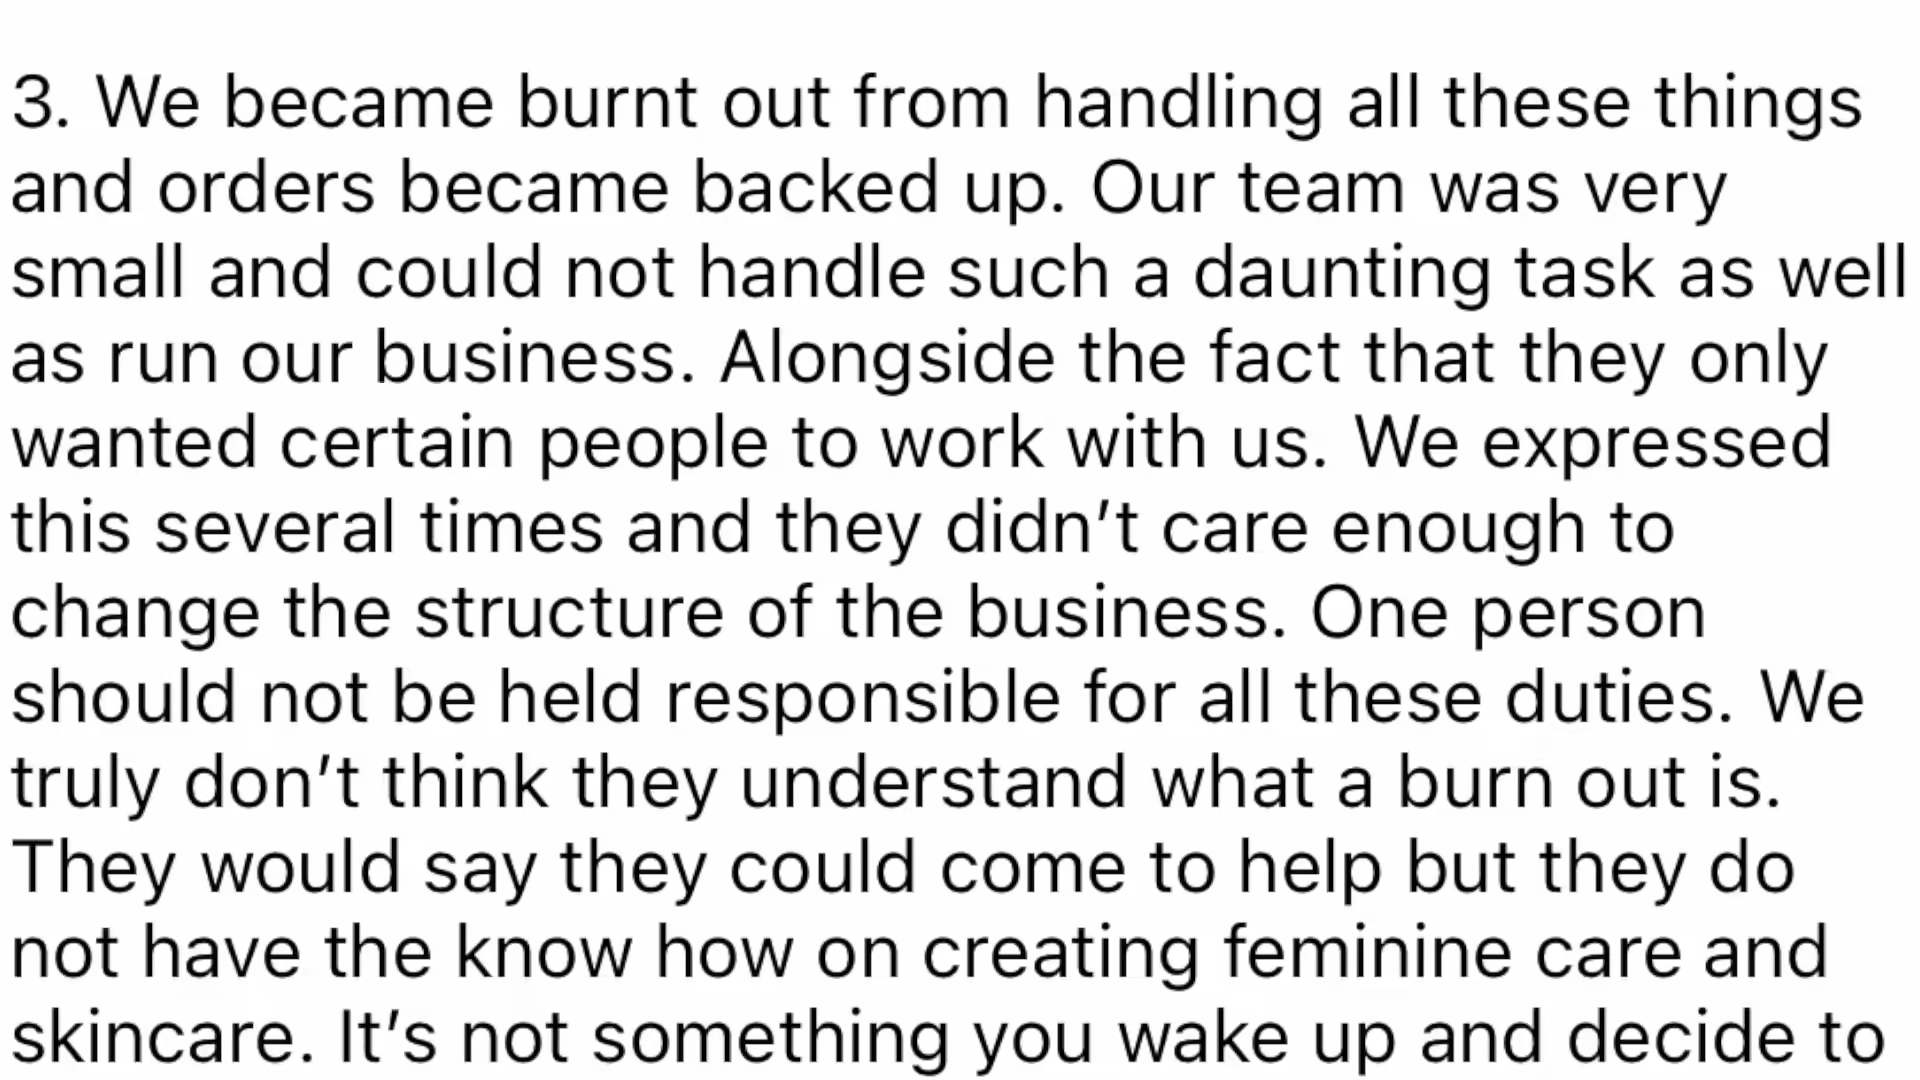 3. We became burnt out from handling all these things
and orders became backed up. Our team was very
small and could not handle such a daunting task as well
as run our business. Alongside the fact that they only
wanted certain people to work with us. We expressed
this several times and they didn’t care enough to
change the structure of the business. One person
should not be held responsible for all these duties. We
truly don’t think they understand what a burn out is.
They would say they could come to help but they do
not have the know how on creating feminine care and
skincare. It’s not something you wake up and decide to